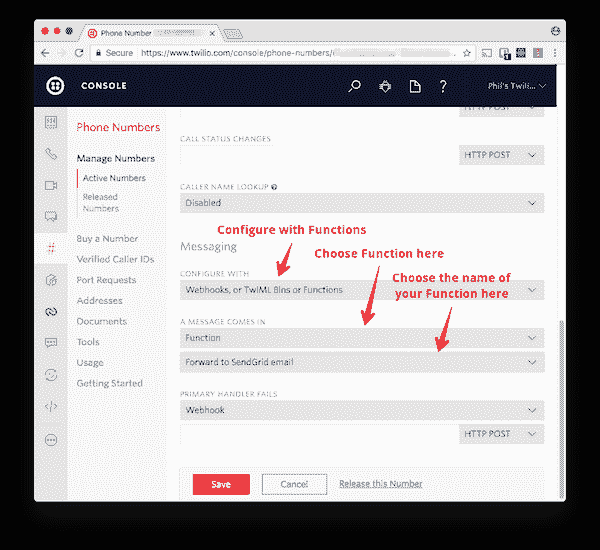 Phone Number
Secure https://www.twilio.com/console/phone-numbers/
CONSOLE
Phil's Twili...
Phone Numbers
Manage Numbers
Active Numbers
Released
Numbers
Buy a Number
Verified Caller IDs
Port Requests
Addresses
Documents
Tools
Usage
Getting Started
HTTP POST
CALL STATUS CHANGES
HTTP POST
CALLER NAME LOOKUP
Disabled
Configure with Functions
Messaging
Choose Function here
Choose the name of
your Function here
CONFIGURE WITH
Webhooks, or TwiML Bins or Functions
A MESSAGE COMES IN
Function
Forward to SendGrid email
PRIMARY HANDLER FAILS
Webhook
HTTP POST
Save
Cancel
Release this Number